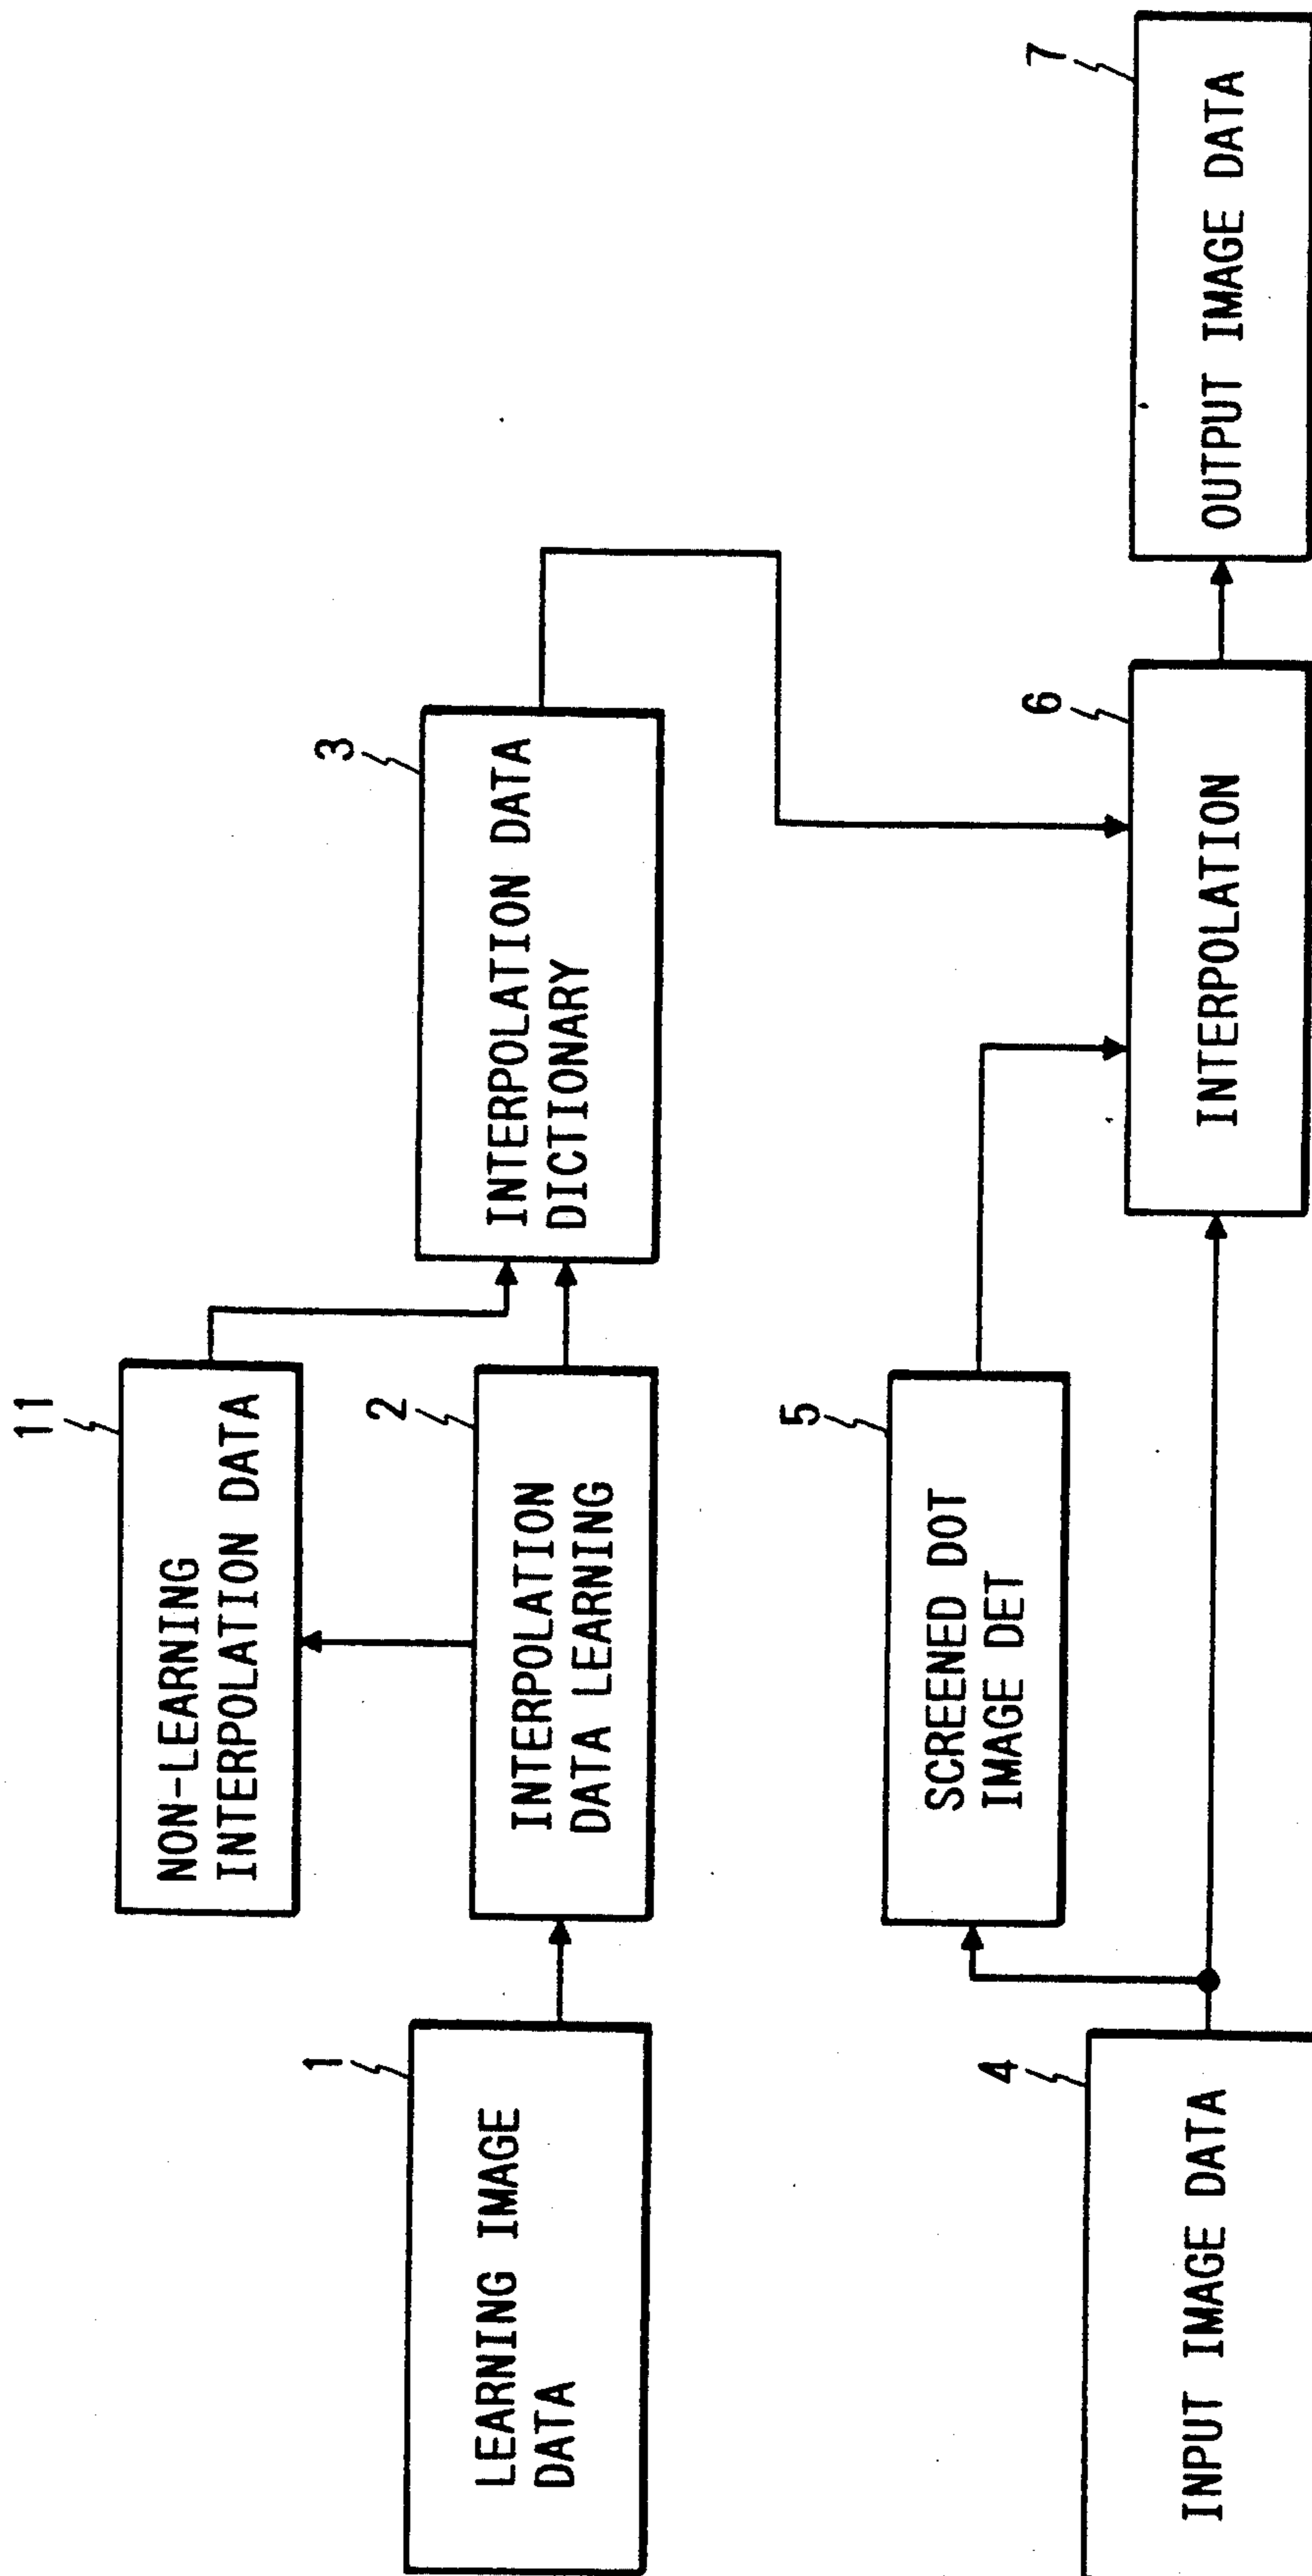 11
NON-LEARNING
INTERPOLATION DATA
1
LEARNING IMAGE
DATA
2
INTERPOLATION
DATA LEARNING
3
INTERPOLATION DATA
DICTIONARY
5
SCREENED DOT
IMAGE DET
4
INPUT IMAGE DATA
6
INTERPOLATION
7
OUTPUT IMAGE DATA